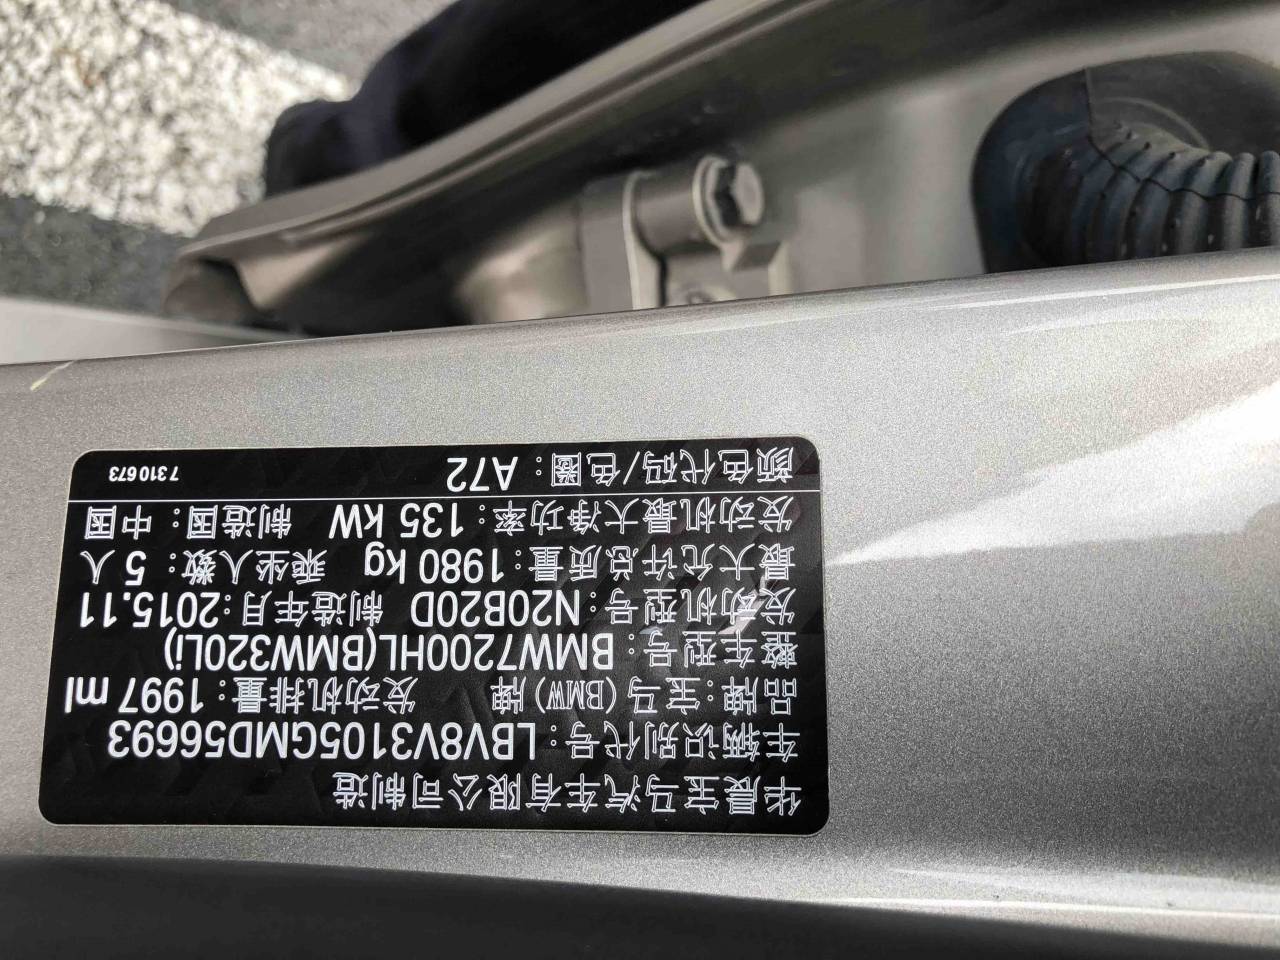 华晨宝马汽车有限公司制造
车辆识别代号：LBV8V3105GMD56693
品牌：宝马(BMW)牌 发动机排量：1997 ml
整车型号：BMW7200HL(BMW320Li)
发动机型号：N20B20D 制造年月：2015.11
最大允许总质量：1980 kg 乘坐人数：5 人
发动机最大净功率：135 kW 制造国：中国
颜色代码/色圈：A72 7310673